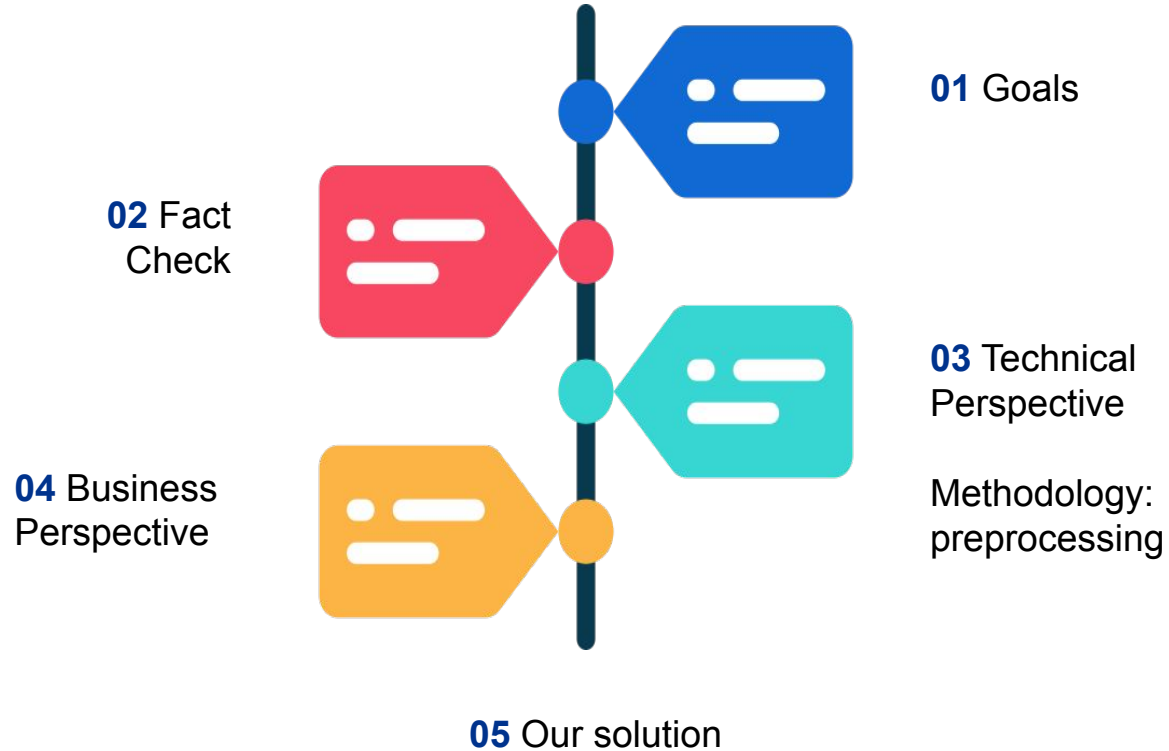 01 Goals
02 Fact
Check
03 Technical
Perspective
Methodology:
preprocessing
04 Business
Perspective
05 Our solution